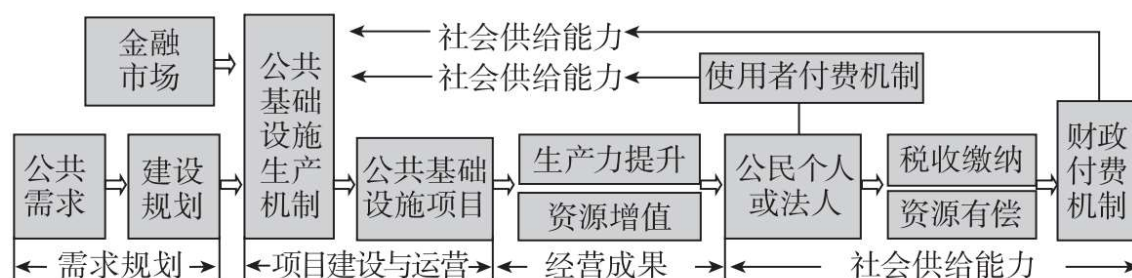 金融
市场
公共
基础
设施
生产
机制
社会供给能力
社会供给能力
使用者付费机制
公共
需求
建设
规划
公共基础
设施项目
生产力提升
资源增值
公民个人
或法人
税收缴纳
资源有偿
财政
付费
机制
需求规划
项目建设与运营
经营成果
社会供给能力